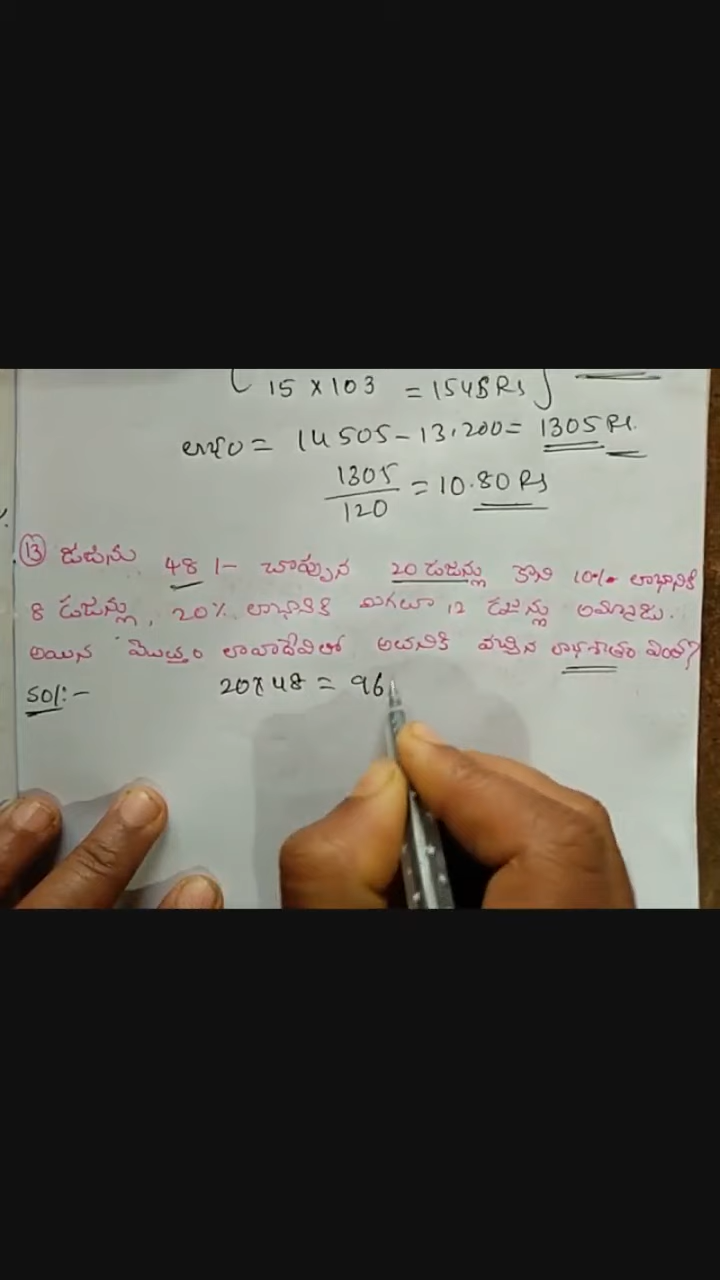 ( 15 X 103 = 1545 Rs )
లాభం = 14505 - 13,200 = 1305 Rs.
1305
120 = 10.80 Rs
13 డజను 48/- చొప్పున 20 డజన్లు కొని 10% లాభానికి
8 డజన్లు, 20% లాభానికి మిగతా 12 డజన్లు అమ్మాడు.
అయిన మొత్తం లావాదేవీలో అతనికి వచ్చిన లాభశాతం ఎంత?
Sol:- 20x48 = 96